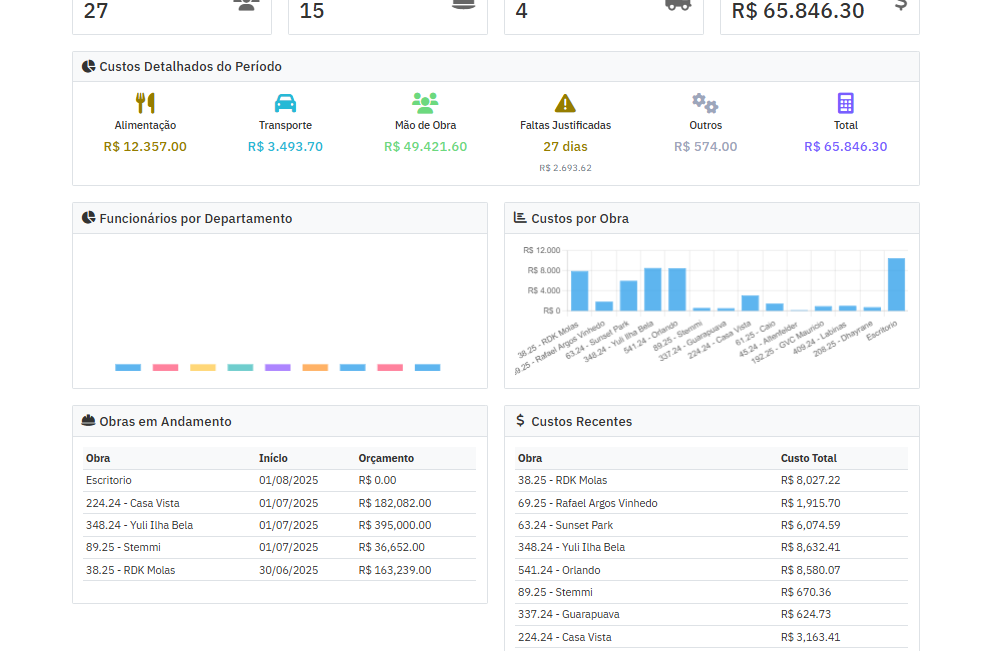 27
15
4
R$ 65.846.30
Custos Detalhados do Período
Alimentação
Transporte
Mão de Obra
Faltas Justificadas
Outros
Total
R$ 12.357.00
R$ 3.493.70
R$ 49.421.60
27 dias
R$ 574.00
R$ 65.846.30
R$ 2.693.62
Funcionários por Departamento
Custos por Obra
R$ 12.000
R$ 8.000
R$ 4.000
R$ 0
38.25 - RDK Molas
9.25 - Rafael Argos Vinhedo
63.24 - Sunset Park
348.24 - Yuli Ilha Bela
541.24 - Orlando
89.25 - Stemmi
337.24 - Guarapuava
224.24 - Casa Vista
61.25 - Caio
45.24 - Altenfelder
192.25 - GVC Mauricio
409.24 - Labinas
208.25 - Dhayrane
Escritorio
Obras em Andamento
Obra Início Orçamento
Escritorio 01/08/2025 R$ 0.00
224.24 - Casa Vista 01/07/2025 R$ 182,082.00
348.24 - Yuli Ilha Bela 01/07/2025 R$ 395,000.00
89.25 - Stemmi 01/07/2025 R$ 36,652.00
38.25 - RDK Molas 30/06/2025 R$ 163,239.00
Custos Recentes
Obra Custo Total
38.25 - RDK Molas R$ 8,027.22
69.25 - Rafael Argos Vinhedo R$ 1,915.70
63.24 - Sunset Park R$ 6,074.59
348.24 - Yuli Ilha Bela R$ 8,632.41
541.24 - Orlando R$ 8,580.07
89.25 - Stemmi R$ 670.36
337.24 - Guarapuava R$ 624.73
224.24 - Casa Vista R$ 3,163.41